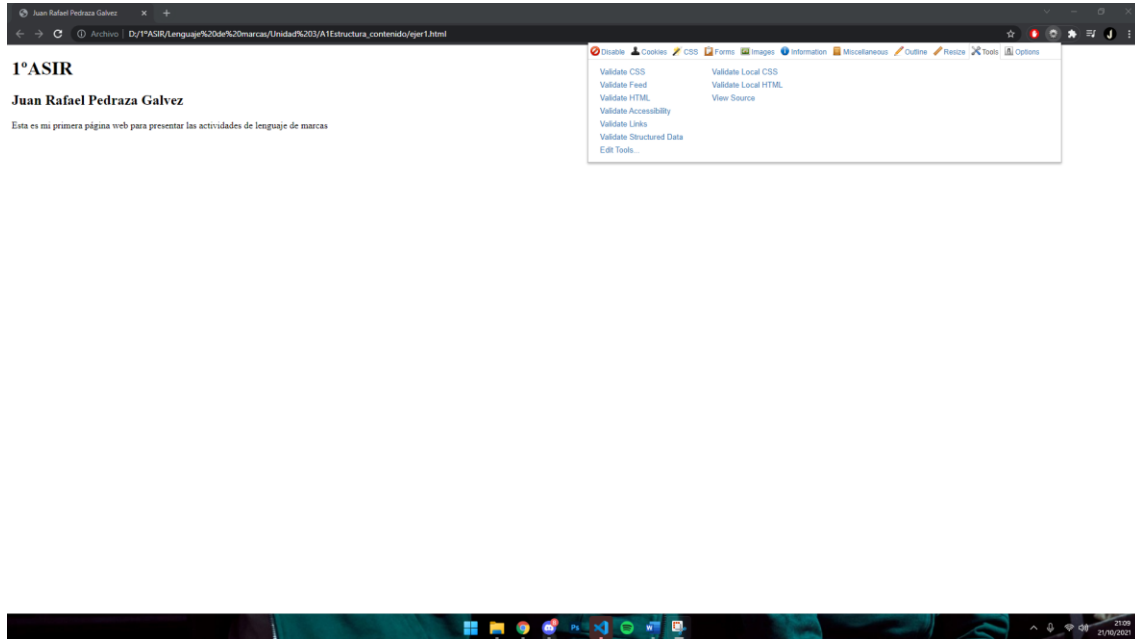 Juan Rafael Pedraza Galvez
Archivo D:/1ºASIR/Lenguaje%20de%20marcas/Unidad%203/A1Estructura_contenido/ejer1.html
Disable Cookies CSS Forms Images Information Miscellaneous Outline Resize Tools Options
1ºASIR
Juan Rafael Pedraza Galvez
Esta es mi primera página web para presentar las actividades de lenguaje de marcas
Validate CSS
Validate Feed
Validate HTML
Validate Accessibility
Validate Links
Validate Structured Data
Edit Tools...
Validate Local CSS
Validate Local HTML
View Source
J
Ps
W
21:09
21/10/2021